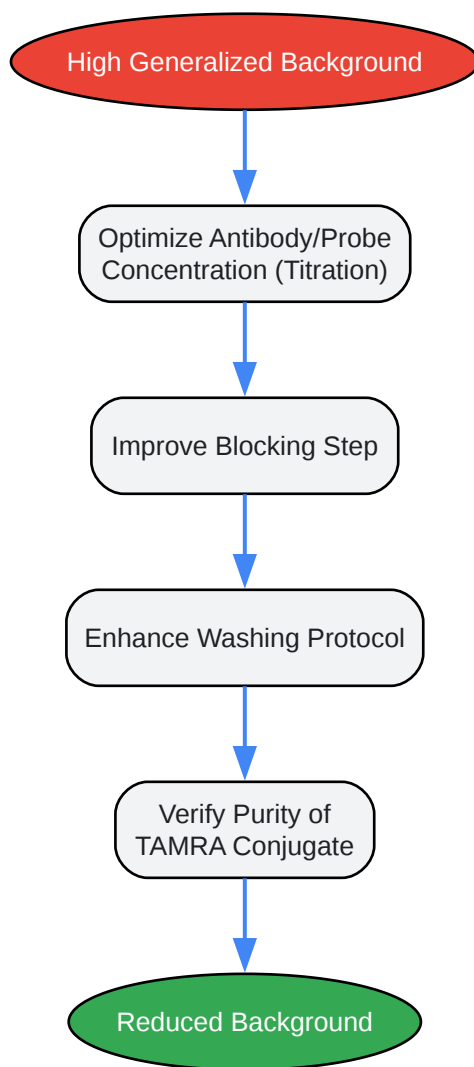 High Generalized Background
Optimize Antibody/Probe
Concentration (Titration)
Improve Blocking Step
Enhance Washing Protocol
Verify Purity of
TAMRA Conjugate
Reduced Background